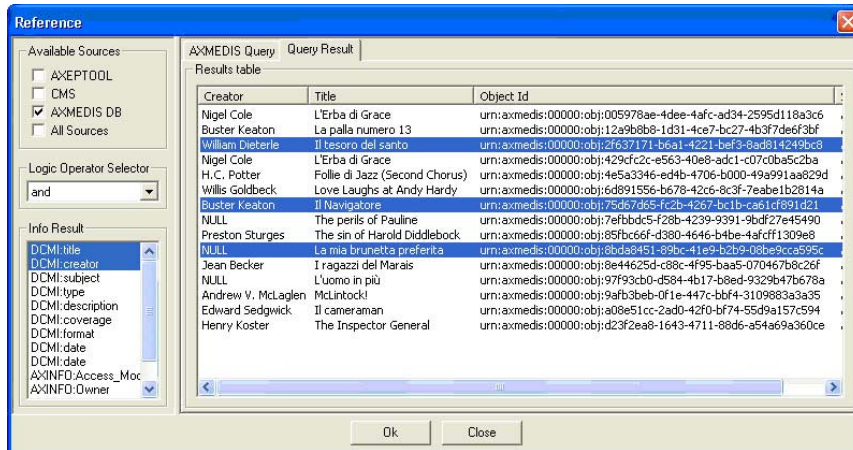 Reference
Available Sources
AXEPTOOL
CMS
AXMEDIS DB
All Sources
Logic Operator Selector
and
Info Result
DCMI:title
DCMI:creator
DCMI:subject
DCMI:type
DCMI:description
DCMI:coverage
DCMI:format
DCMI:date
DCMI:date
AXINFO:Access_Moc
AXINFO:Owner
AXMEDIS Query Query Result
Results table
Creator Title Object Id
Nigel Cole L'Erba di Grace urn:axmedis:00000:obj:005978ae-4dee-4afc-ad34-2595d118a3c6
Buster Keaton La palla numero 13 urn:axmedis:00000:obj:12a9b8b8-1d31-4ce7-bc27-4b3f7de6f3bf
William Dieterle Il tesoro del santo urn:axmedis:00000:obj:2f637171-b6a1-4221-bef3-8ad814249bc8
Nigel Cole L'Erba di Grace urn:axmedis:00000:obj:429cfc2c-e563-40e8-adc1-c07c0ba5c2ba
H.C. Potter Follie di Jazz (Second Chorus) urn:axmedis:00000:obj:4e5a3346-ed4b-4706-b000-49a991aa829d
Willis Goldbeck Love Laughs at Andy Hardy urn:axmedis:00000:obj:6d891556-b678-42c6-8c3f-7eabe1b2814a
Buster Keaton Il Navigatore urn:axmedis:00000:obj:75d67d65-fc2b-4267-bc1b-ca61cf891d21
NULL The perils of Pauline urn:axmedis:00000:obj:7efbbdc5-f28b-4239-9391-9bdf27e45490
Preston Sturges The sin of Harold Diddlebock urn:axmedis:00000:obj:85fbc66f-d380-4646-b4be-4afcff1309e8
NULL La mia brunetta preferita urn:axmedis:00000:obj:8bda8451-89bc-41e9-b2b9-08be9cca595c
Jean Becker I ragazzi del Marais urn:axmedis:00000:obj:8e44625d-c88c-4f95-baa5-070467b8c26f
NULL L'uomo in più urn:axmedis:00000:obj:97f93cb0-d584-4b17-b8ed-9329b47b678a
Andrew V. McLaglen McLintock! urn:axmedis:00000:obj:9afb3beb-0f1e-447c-bbf4-3109883a3a35
Edward Sedgwick Il cameraman urn:axmedis:00000:obj:a08e51cc-2ad0-42f0-bf74-55d9a157c594
Henry Koster The Inspector General urn:axmedis:00000:obj:d23f2ea8-1643-4711-88d6-a54a69a360ce
Ok Close